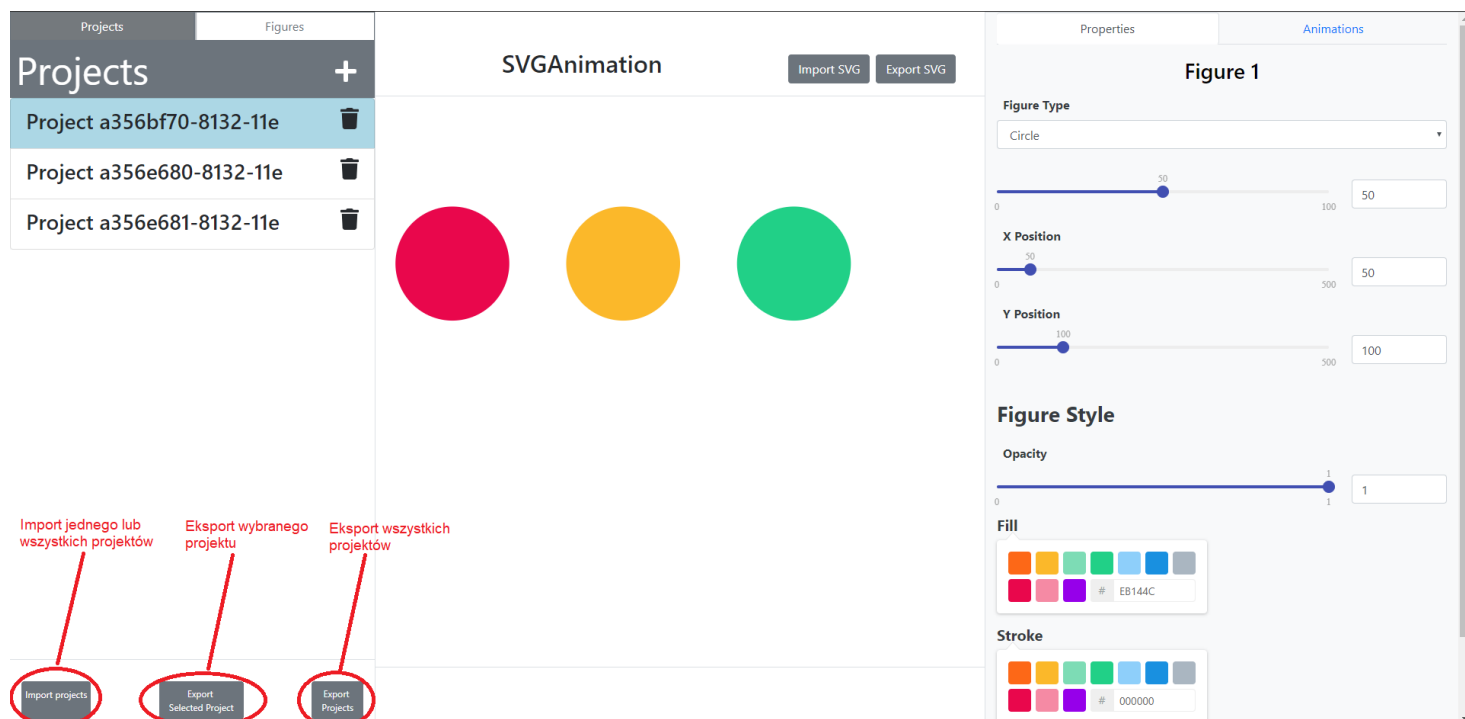 Projects
Figures
Projects
+
Project a356bf70-8132-11e
Project a356e680-8132-11e
Project a356e681-8132-11e
Import jednego lub
wszystkich projektów
Eksport wybranego
projektu
Eksport wszystkich
projektów
Import projects
Export
Selected Project
Export
Projects
SVGAnimation
Import SVG
Export SVG
Properties
Animations
Figure 1
Figure Type
Circle
50
0
100
50
X Position
50
0
500
50
Y Position
100
0
500
100
Figure Style
Opacity
1
0
1
1
Fill
# EB144C
Stroke
# 000000